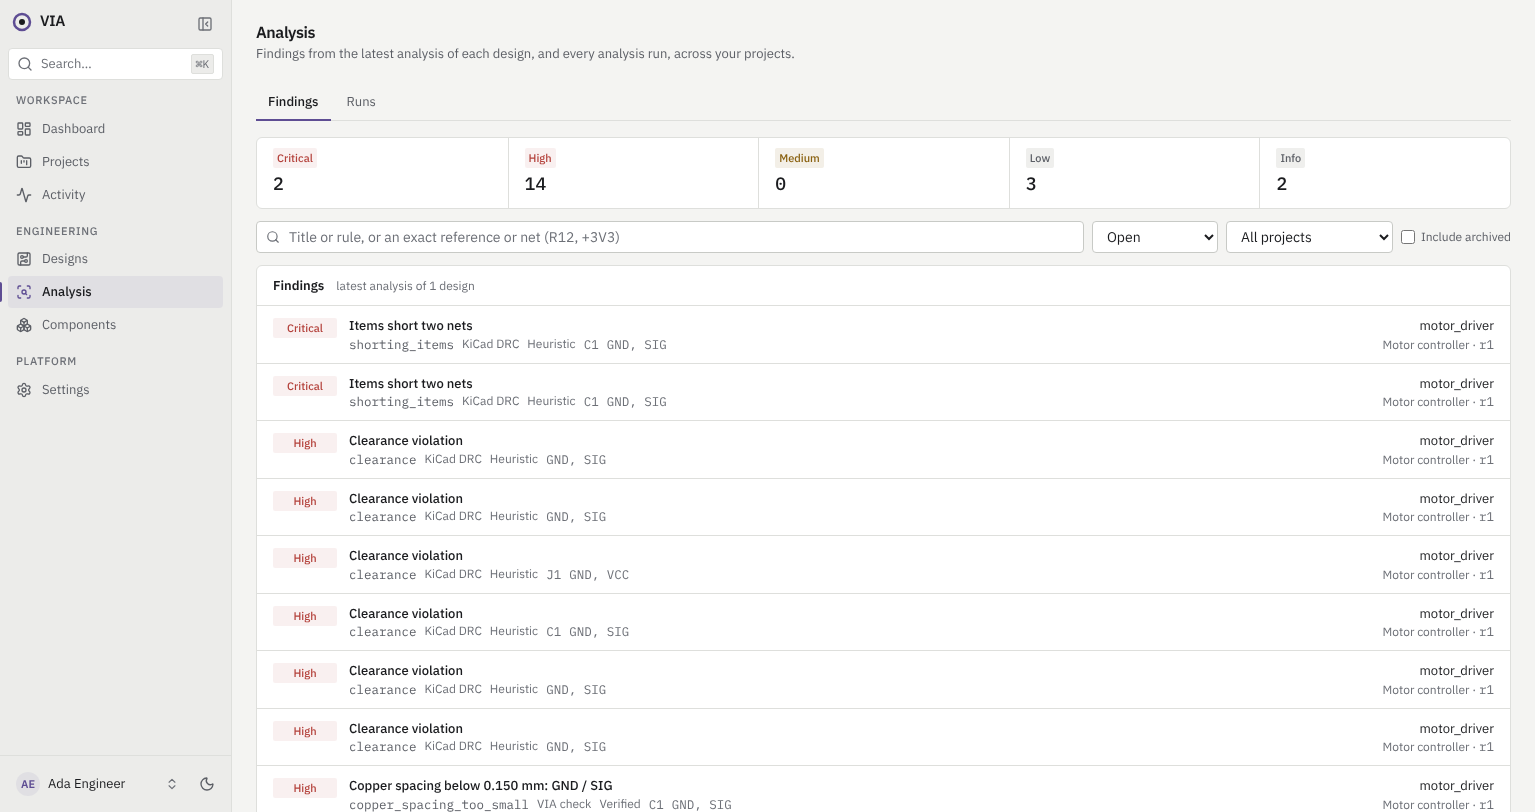 VIA
Search... ⌘K
WORKSPACE
Dashboard
Projects
Activity
ENGINEERING
Designs
Analysis
Components
PLATFORM
Settings
AE Ada Engineer
Analysis
Findings from the latest analysis of each design, and every analysis run, across your projects.
Findings Runs
Critical High Medium Low Info
2 14 0 3 2
Title or rule, or an exact reference or net (R12, +3V3) Open All projects Include archived
Findings latest analysis of 1 design
Critical Items short two nets motor_driver
shorting_items KiCad DRC Heuristic C1 GND, SIG Motor controller · r1
Critical Items short two nets motor_driver
shorting_items KiCad DRC Heuristic C1 GND, SIG Motor controller · r1
High Clearance violation motor_driver
clearance KiCad DRC Heuristic GND, SIG Motor controller · r1
High Clearance violation motor_driver
clearance KiCad DRC Heuristic GND, SIG Motor controller · r1
High Clearance violation motor_driver
clearance KiCad DRC Heuristic J1 GND, VCC Motor controller · r1
High Clearance violation motor_driver
clearance KiCad DRC Heuristic C1 GND, SIG Motor controller · r1
High Clearance violation motor_driver
clearance KiCad DRC Heuristic GND, SIG Motor controller · r1
High Clearance violation motor_driver
clearance KiCad DRC Heuristic GND, SIG Motor controller · r1
High Copper spacing below 0.150 mm: GND / SIG motor_driver
copper_spacing_too_small VIA check Verified C1 GND, SIG Motor controller · r1